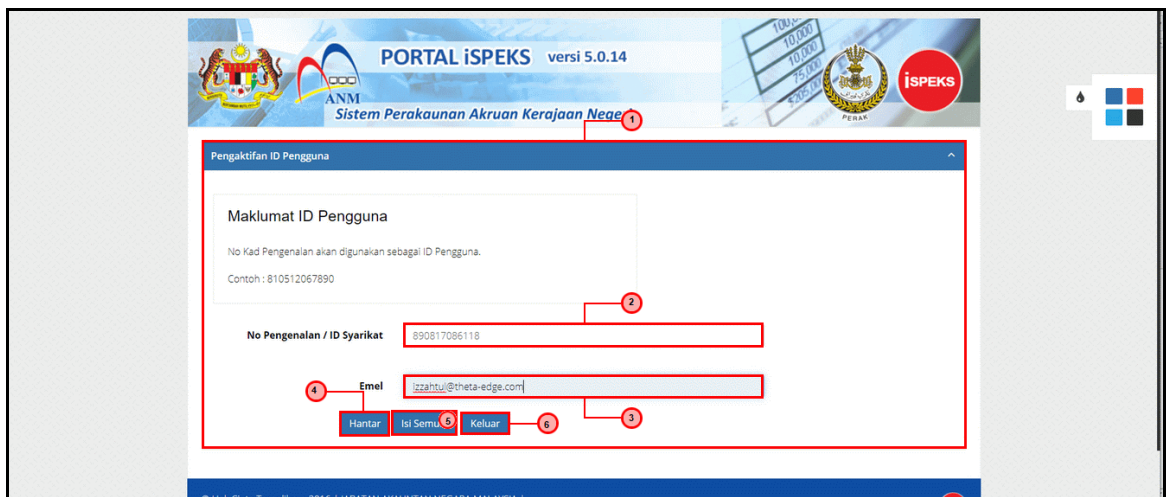 PORTAL iSPEKS versi 5.0.14
ANM
Sistem Perakaunan Akruan Kerajaan
PERAK
iSPEKS
1
Pengaktifan ID Pengguna
Maklumat ID Pengguna
No Kad Pengenalan akan digunakan sebagai ID Pengguna.
Contoh : 810512067890
2
No Pengenalan / ID Syarikat
890817086118
Emel
izzahtul@theta-edge.com
4
3
Hantar
Isi
5
Keluar
6